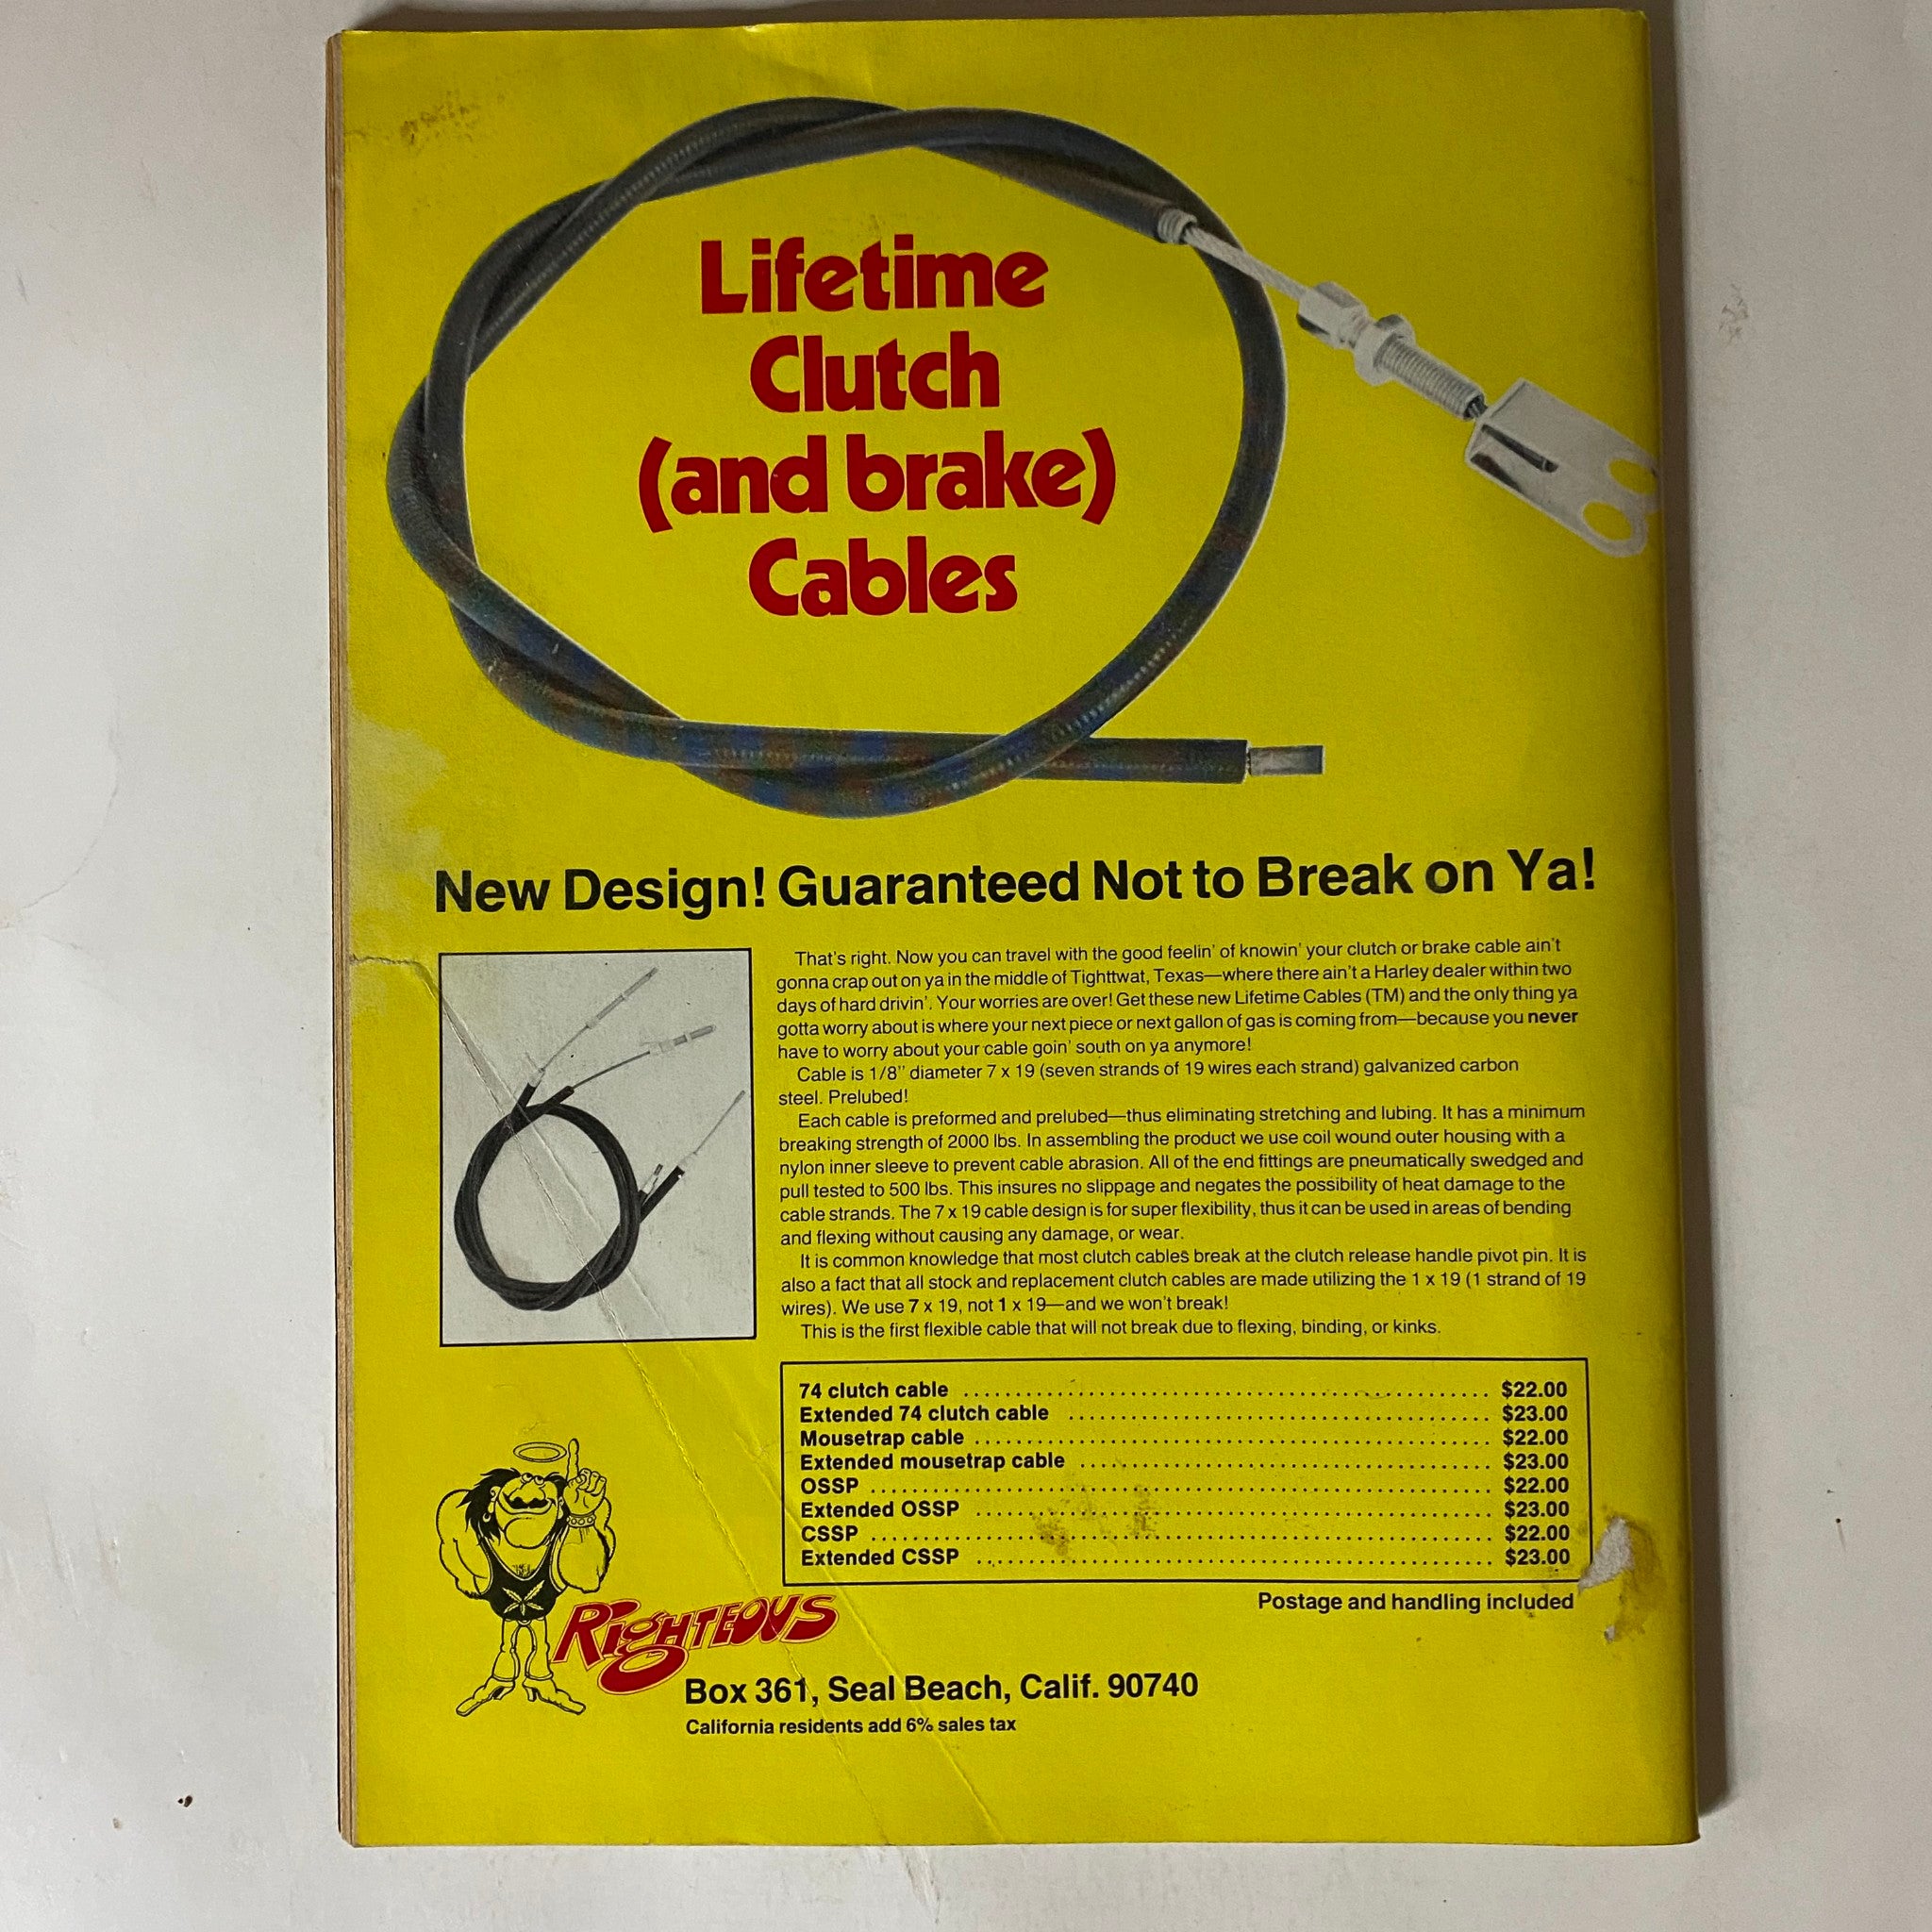 Lifetime
Clutch
(and brake)
Cables
New Design! Guaranteed Not to Break on Ya!
That's right. Now you can travel with the good feelin' of knowin' your clutch or brake cable ain't
gonna crap out on ya in the middle of Tighttwat, Texas—where there ain't a Harley dealer within two
days of hard drivin'. Your worries are over! Get these new Lifetime Cables (TM) and the only thing ya
gotta worry about is where your next piece or next gallon of gas is coming from—because you never
have to worry about your cable goin' south on ya anymore!
Cable is 1/8" diameter 7 x 19 (seven strands of 19 wires each strand) galvanized carbon
steel. Prelubed!
Each cable is preformed and prelubed—thus eliminating stretching and lubing. It has a minimum
breaking strength of 2000 lbs. In assembling the product we use coil wound outer housing with a
nylon inner sleeve to prevent cable abrasion. All of the end fittings are pneumatically swedged and
pull tested to 500 lbs. This insures no slippage and negates the possibility of heat damage to the
cable strands. The 7 x 19 cable design is for super flexibility, thus it can be used in areas of bending
and flexing without causing any damage, or wear.
It is common knowledge that most clutch cables break at the clutch release handle pivot pin. It is
also a fact that all stock and replacement clutch cables are made utilizing the 1 x 19 (1 strand of 19
wires). We use 7 x 19, not 1 x 19—and we won't break!
This is the first flexible cable that will not break due to flexing, binding, or kinks.
74 clutch cable ........ $22.00
Extended 74 clutch cable ........ $23.00
Mousetrap cable ........ $22.00
Extended mousetrap cable ........ $23.00
OSSP ........ $22.00
Extended OSSP ........ $23.00
CSSP ........ $22.00
Extended CSSP ........ $23.00
Postage and handling included
RIGHTEOUS
Box 361, Seal Beach, Calif. 90740
California residents add 6% sales tax